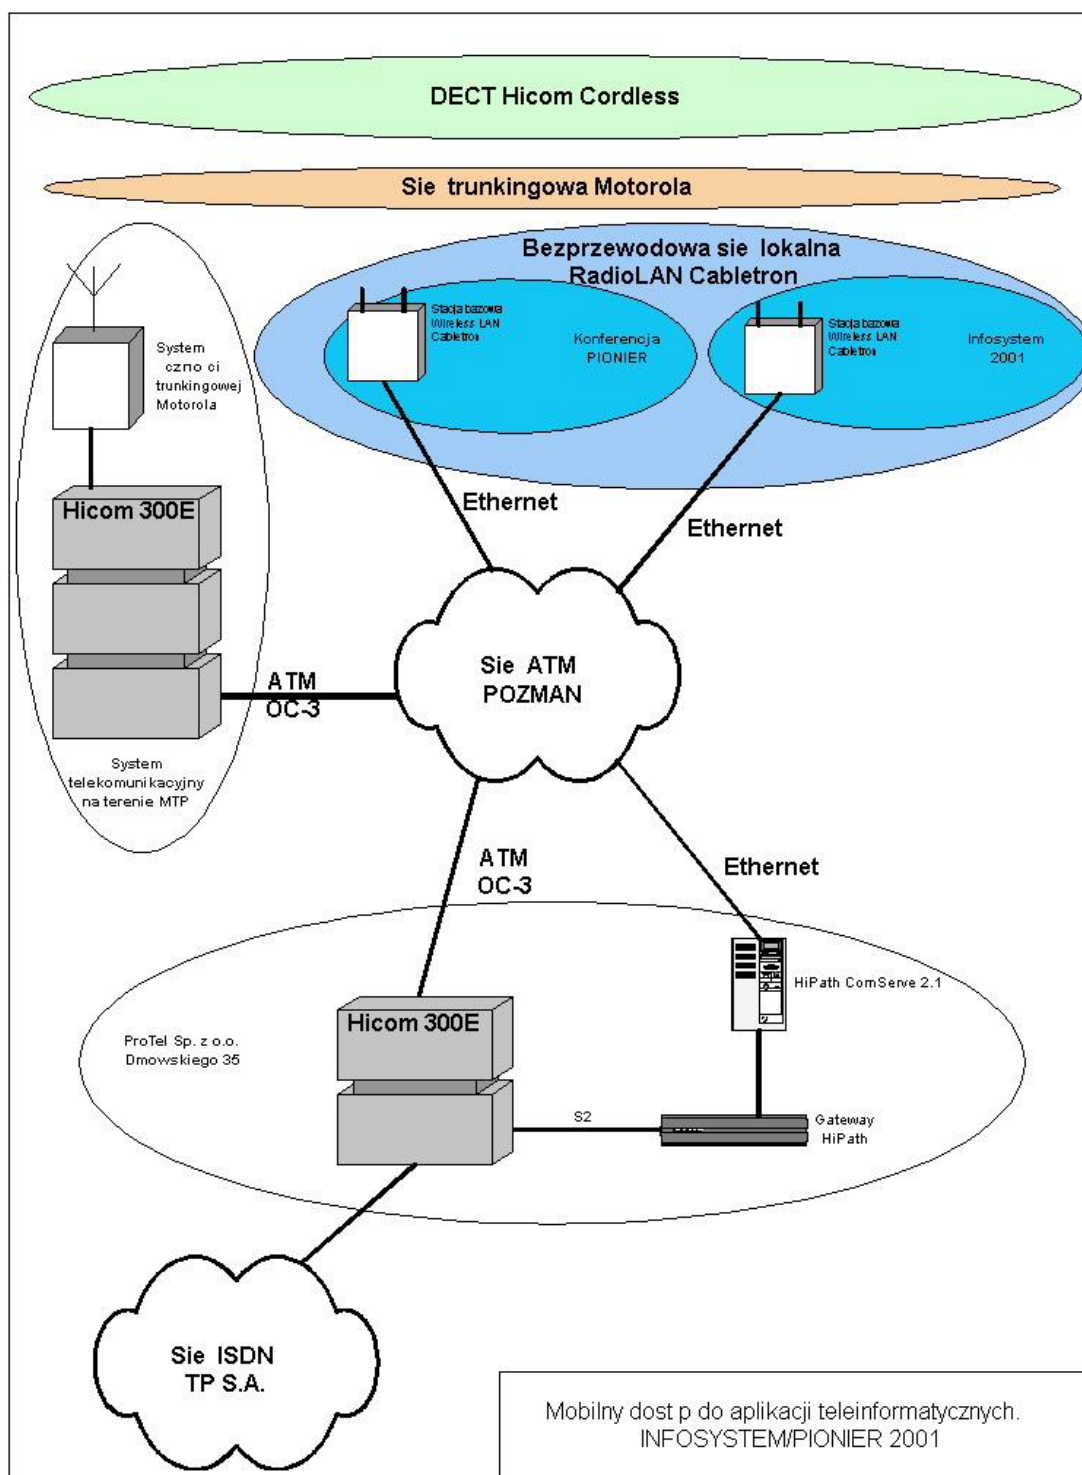 DECT Hicom Cordless
Sie trunkingowa Motorola
Bezprzewodowa sie lokalna
RadioLAN Cabletron
Stacja bazowa
Wireless LAN
Cabletron
Konferencja
PIONIER
Stacja bazowa
Wireless LAN
Cabletron
Infosystem
2001
System
czno ci
trunkingowej
Motorola
Hicom 300E
Ethernet
Ethernet
Sie ATM
POZMAN
ATM
OC-3
System
telekomunikacyjny
na terenie MTP
ATM
OC-3
Ethernet
HiPath ComServe 2.1
Hicom 300E
ProTel Sp. z o.o.
Dmowskiego 35
S2
Gateway
HiPath
Sie ISDN
TP S.A.
Mobilny dost p do aplikacji teleinformatycznych.
INFOSYSTEM/PIONIER 2001